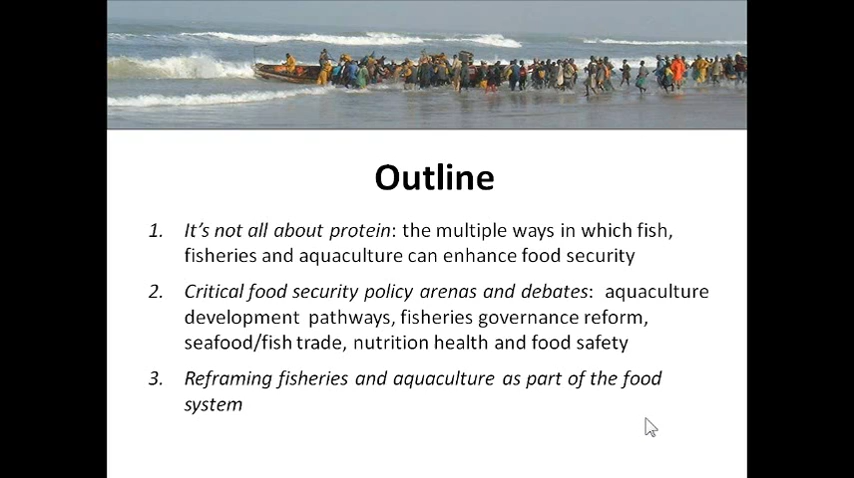 Outline
1. It's not all about protein: the multiple ways in which fish,
fisheries and aquaculture can enhance food security
2. Critical food security policy arenas and debates: aquaculture
development pathways, fisheries governance reform,
seafood/fish trade, nutrition health and food safety
3. Reframing fisheries and aquaculture as part of the food
system